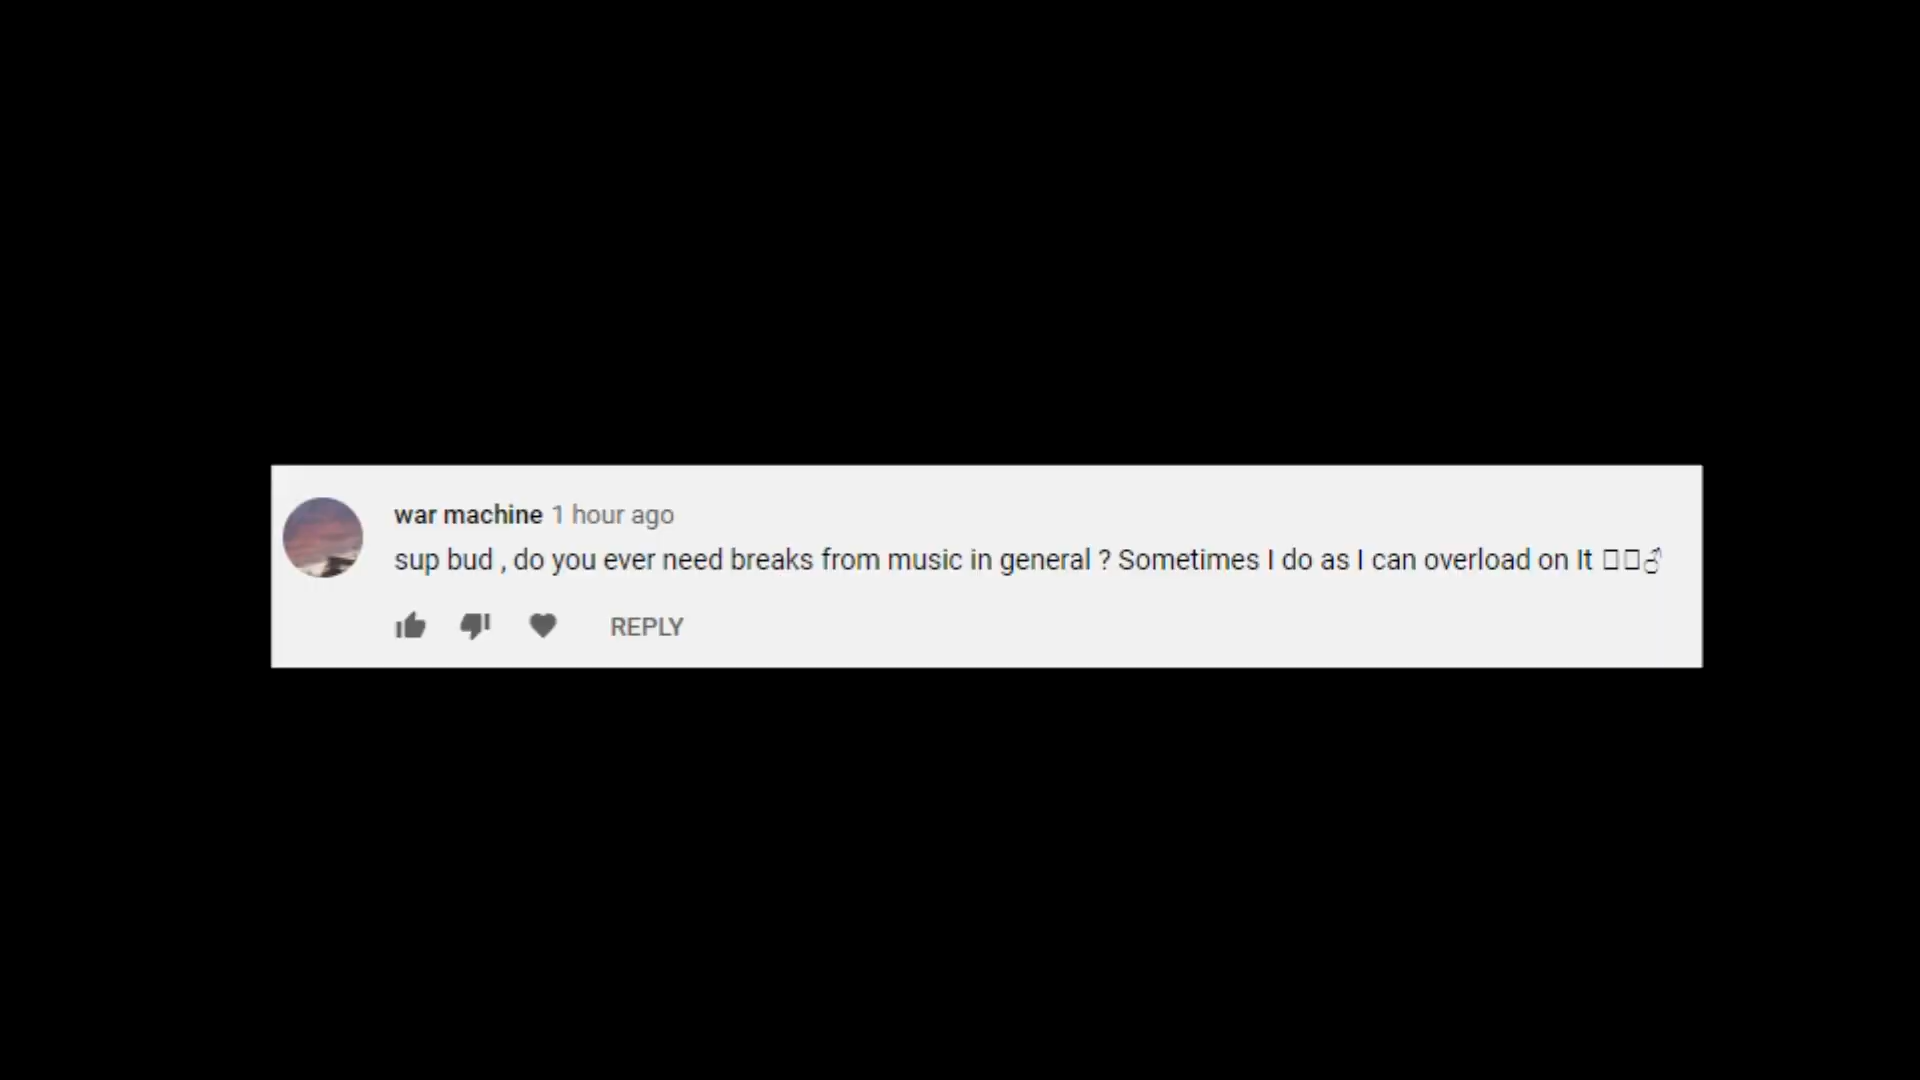 war machine 1 hour ago
sup bud , do you ever need breaks from music in general ? Sometimes I do as I can overload on It □□♂
REPLY